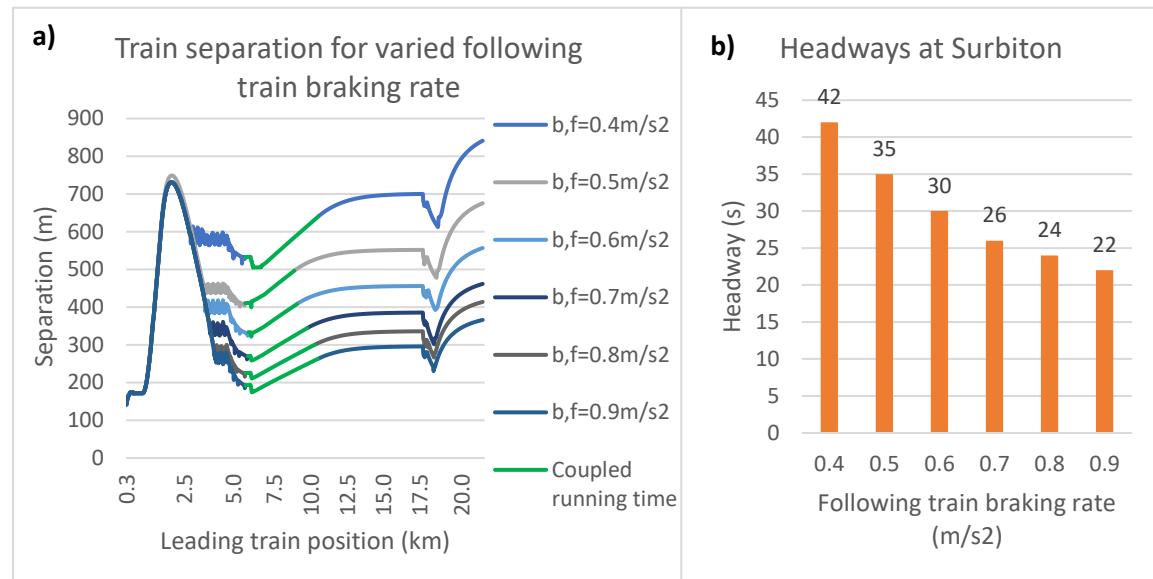 a)
Train separation for varied following
train braking rate
900
800
700
600
500
400
300
200
100
0
Separation (m)
0.3
2.5
5.0
7.5
10.0
12.5
15.0
17.5
20.0
Leading train position (km)
b,f=0.4m/s2
b,f=0.5m/s2
b,f=0.6m/s2
b,f=0.7m/s2
b,f=0.8m/s2
b,f=0.9m/s2
Coupled
running time
b)
Headways at Surbiton
45
40
35
30
25
20
15
10
5
0
Headway (s)
42
35
30
26
24
22
0.4 0.5 0.6 0.7 0.8 0.9
Following train braking rate
(m/s2)